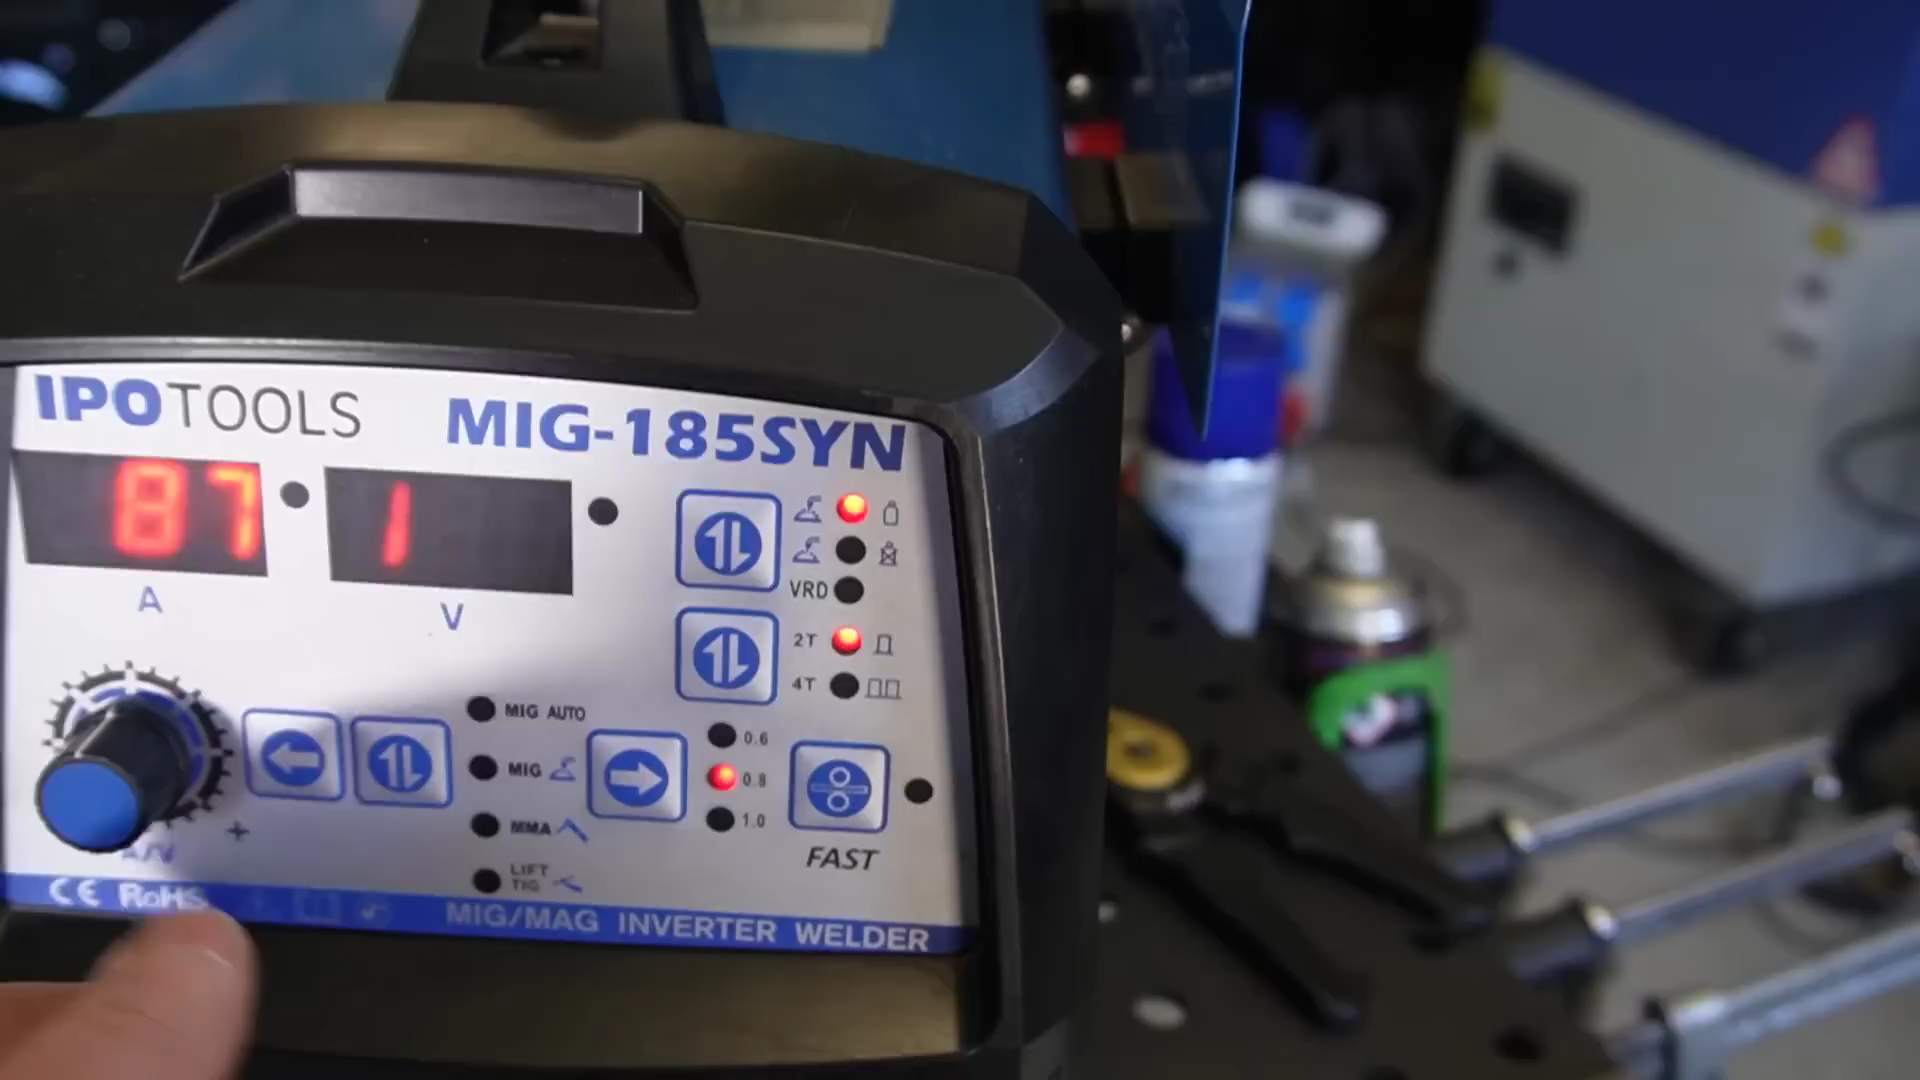 IPOTOOLS
MIG-185SYN
87
1
A
V
VRD
2T
4T
MIG AUTO
MIG
MMA
LIFT
TIG
0.6
0.8
1.0
FAST
+
A/V
CE RoHS
MIG/MAG INVERTER WELDER